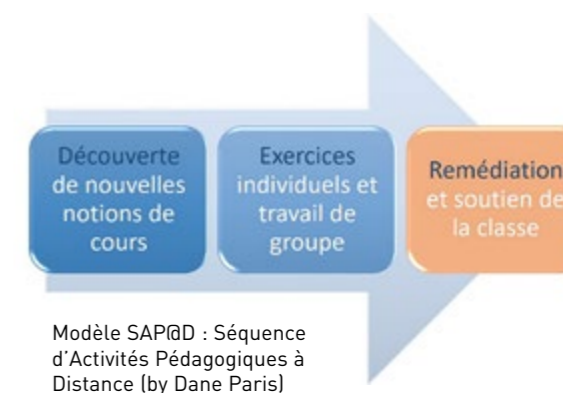 Découverte
de nouvelles
notions de
cours
Exercices
individuels et
travail de
groupe
Remédiation
et soutien de
la classe
Modèle SAP@D : Séquence
d’Activités Pédagogiques à
Distance (by Dane Paris)